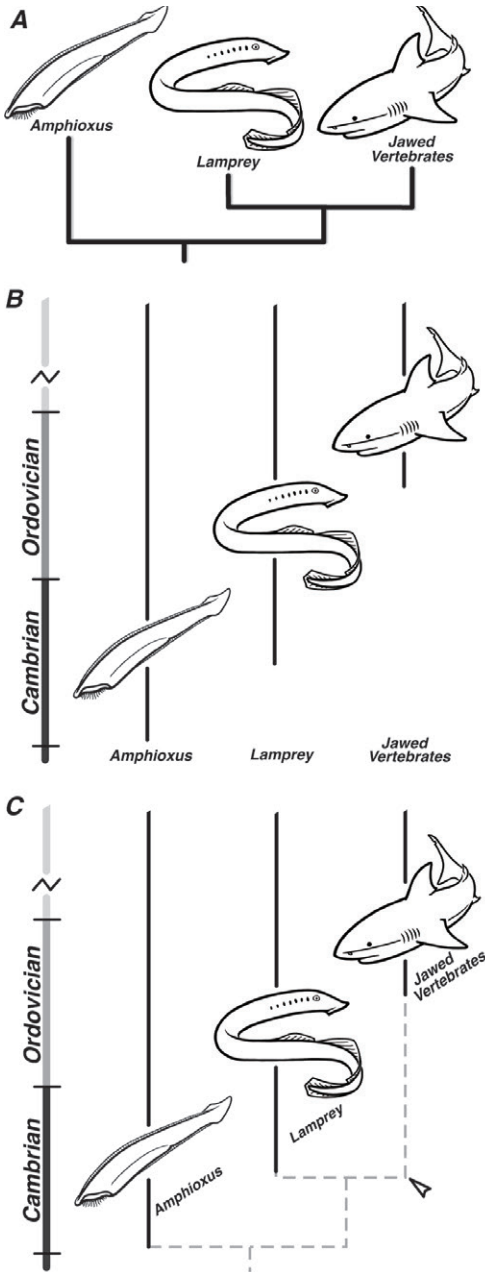 A
Amphioxus
Lamprey
Jawed
Vertebrates
B
Ordovician
Cambrian
Amphioxus
Lamprey
Jawed
Vertebrates
C
Ordovician
Cambrian
Jawed
Vertebrates
Lamprey
Amphioxus